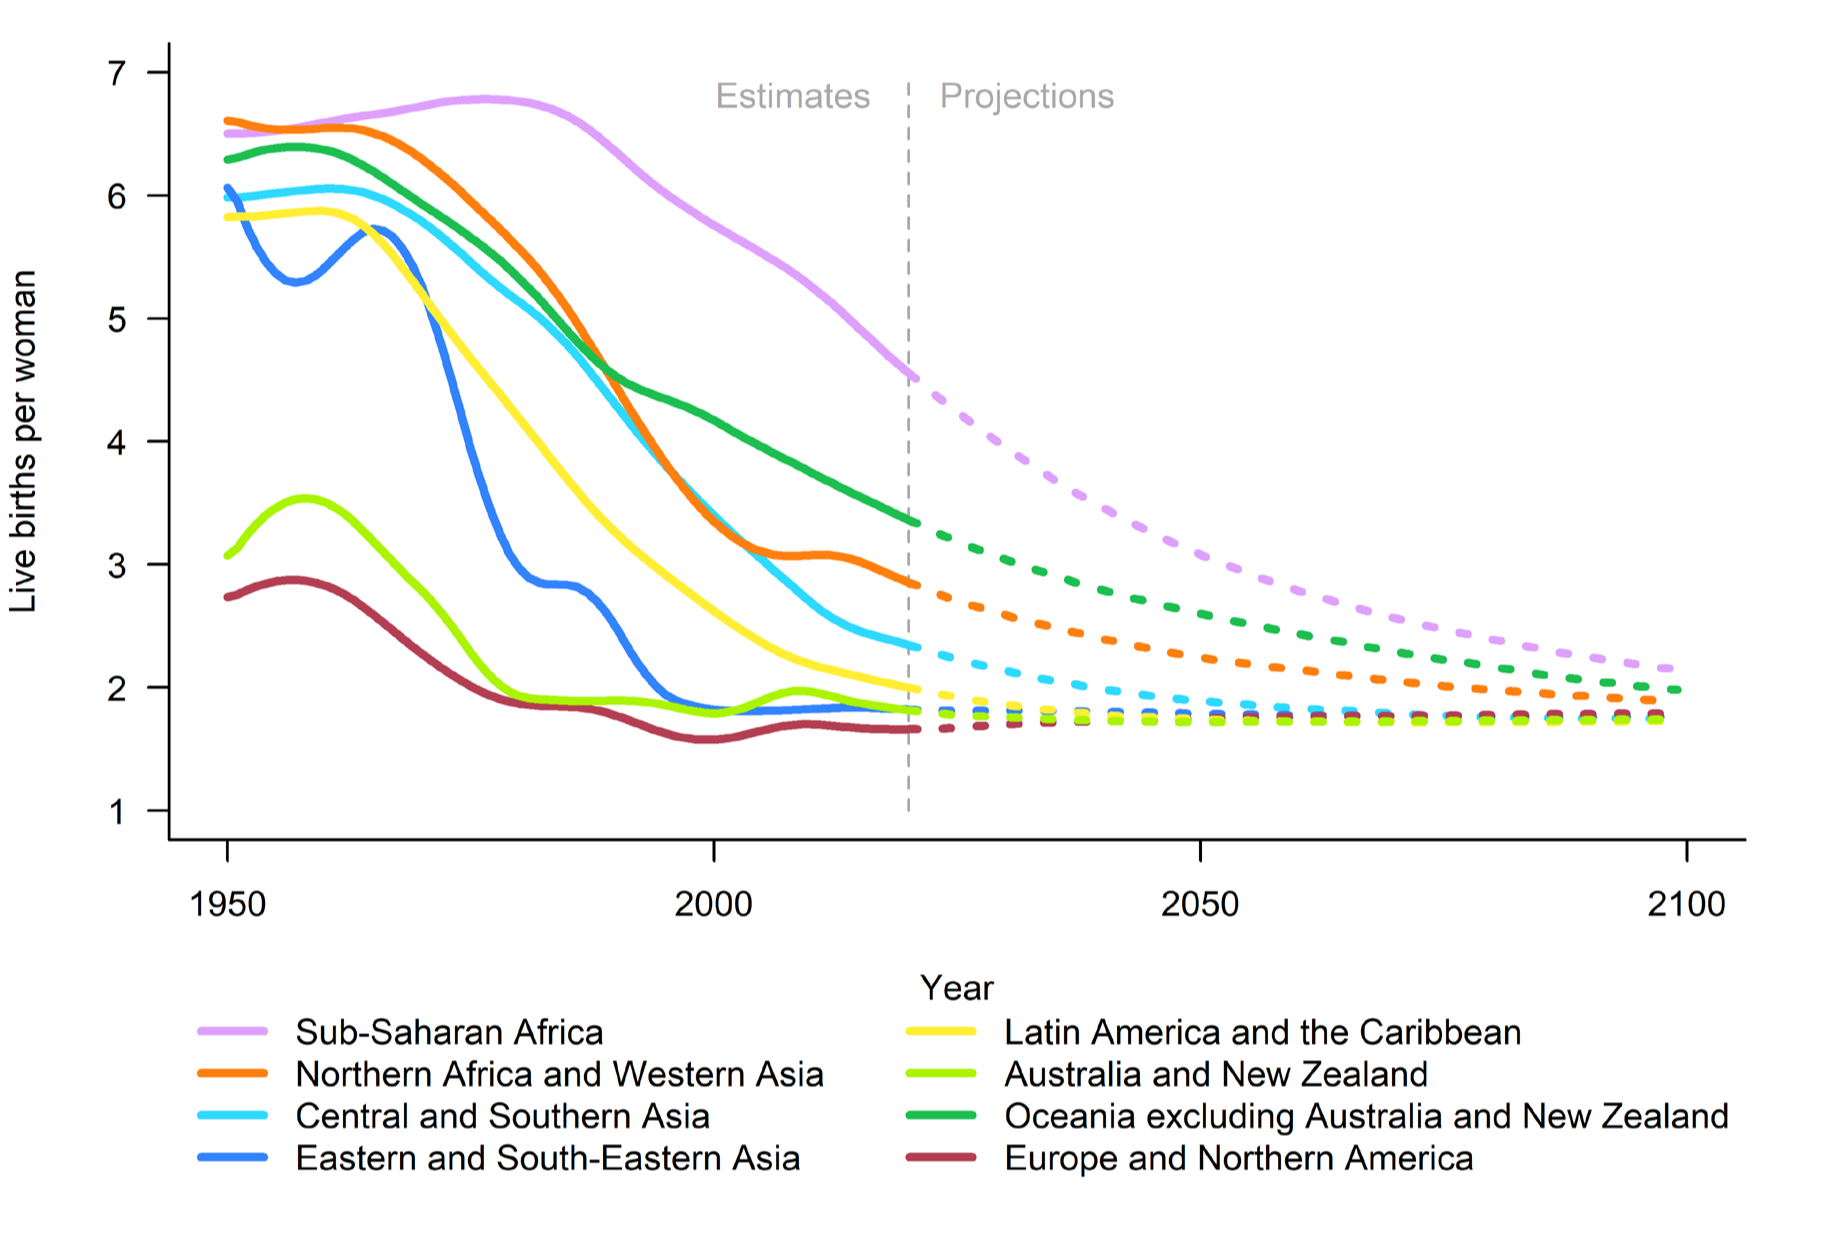 7
Estimates
Projections
6
5
4
3
2
1
Live births per woman
1950
2000
2050
2100
Year
Sub-Saharan Africa
Northern Africa and Western Asia
Central and Southern Asia
Eastern and South-Eastern Asia
Latin America and the Caribbean
Australia and New Zealand
Oceania excluding Australia and New Zealand
Europe and Northern America